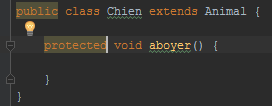 public class Chien extends Animal {
protected void aboyer() {
}
}